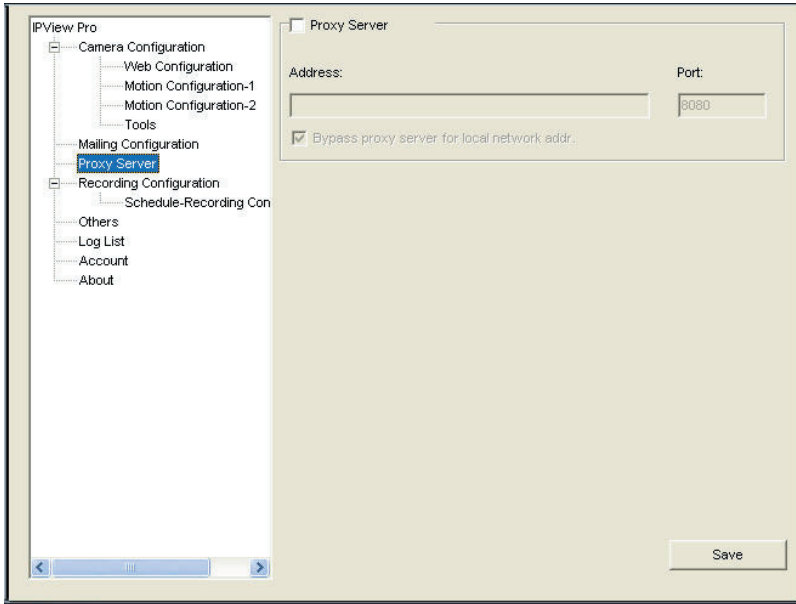 IPView Pro
Camera Configuration
Web Configuration
Motion Configuration-1
Motion Configuration-2
Tools
Mailing Configuration
Proxy Server
Recording Configuration
Schedule-Recording Con
Others
Log List
Account
About
Proxy Server
Address:
Port:
8080
Bypass proxy server for local network addr.
Save